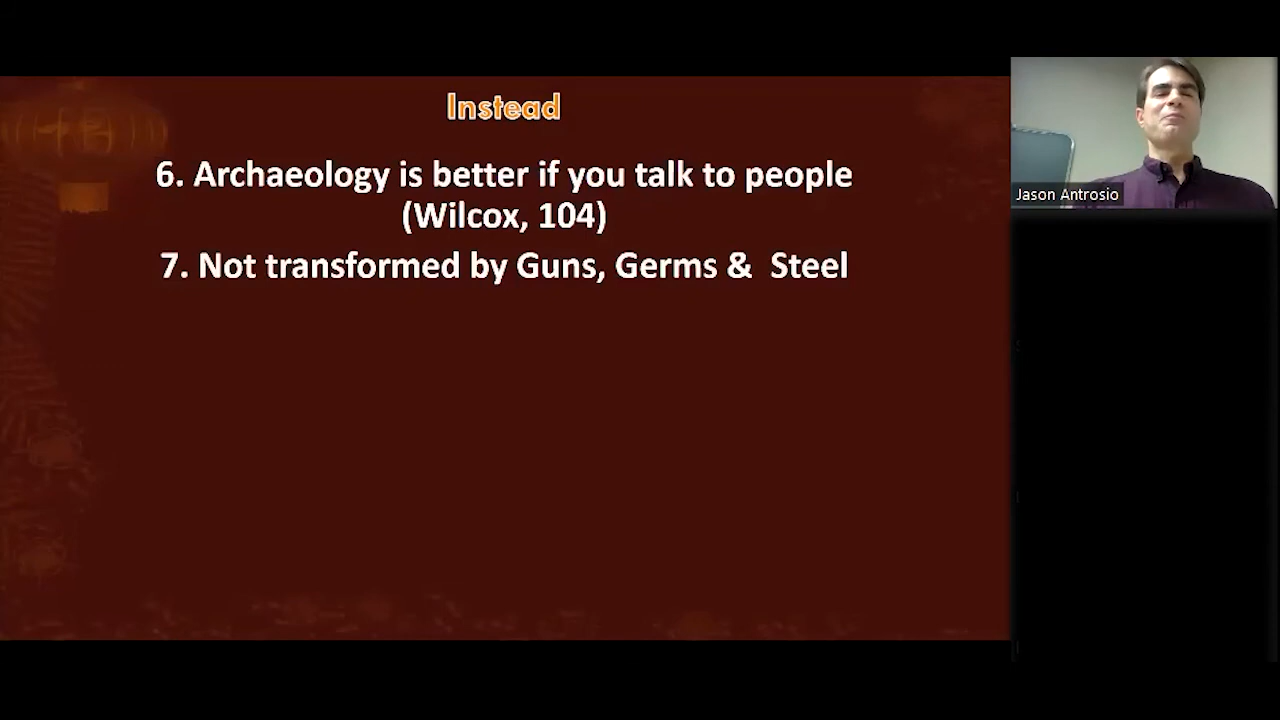 Instead
6. Archaeology is better if you talk to people
(Wilcox, 104)
7. Not transformed by Guns, Germs & Steel
Jason Antrosio